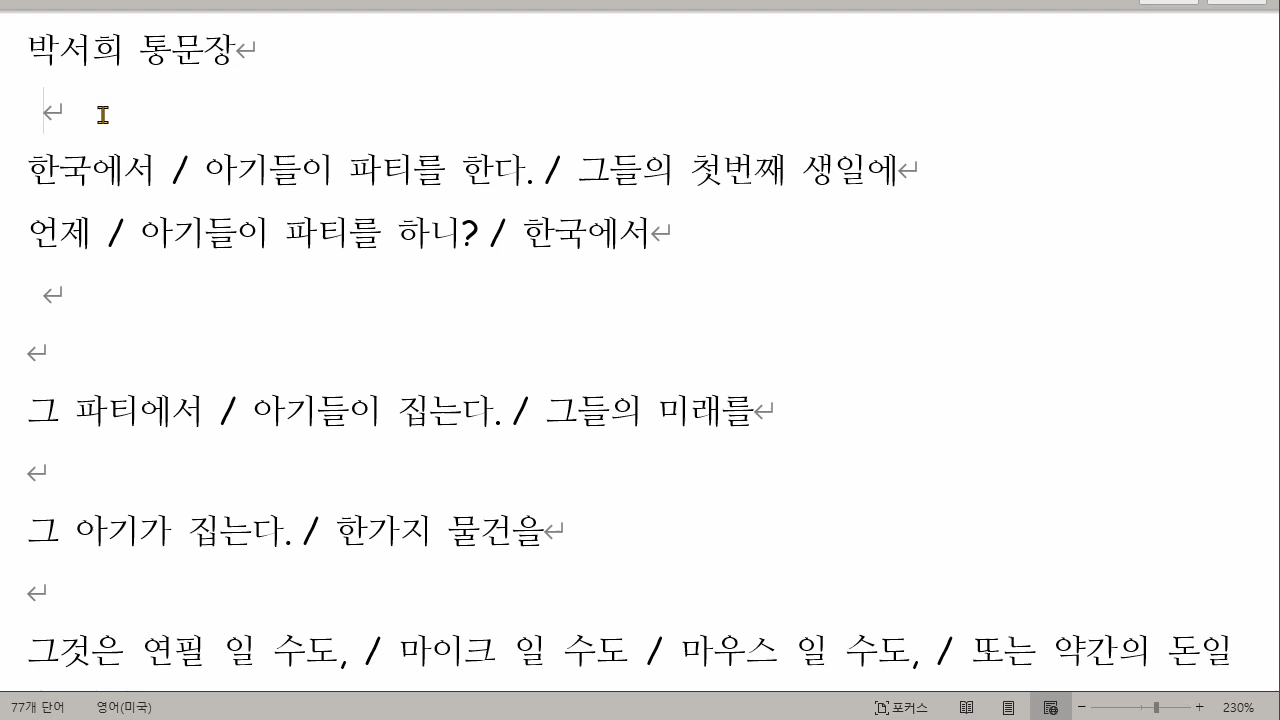 박서희 통문장
한국에서 / 아기들이 파티를 한다. / 그들의 첫번째 생일에
언제 / 아기들이 파티를 하니? / 한국에서
그 파티에서 / 아기들이 집는다. / 그들의 미래를
그 아기가 집는다. / 한가지 물건을
그것은 연필 일 수도, / 마이크 일 수도 / 마우스 일 수도, / 또는 약간의 돈일
77개 단어 영어(미국) 포커스 230%